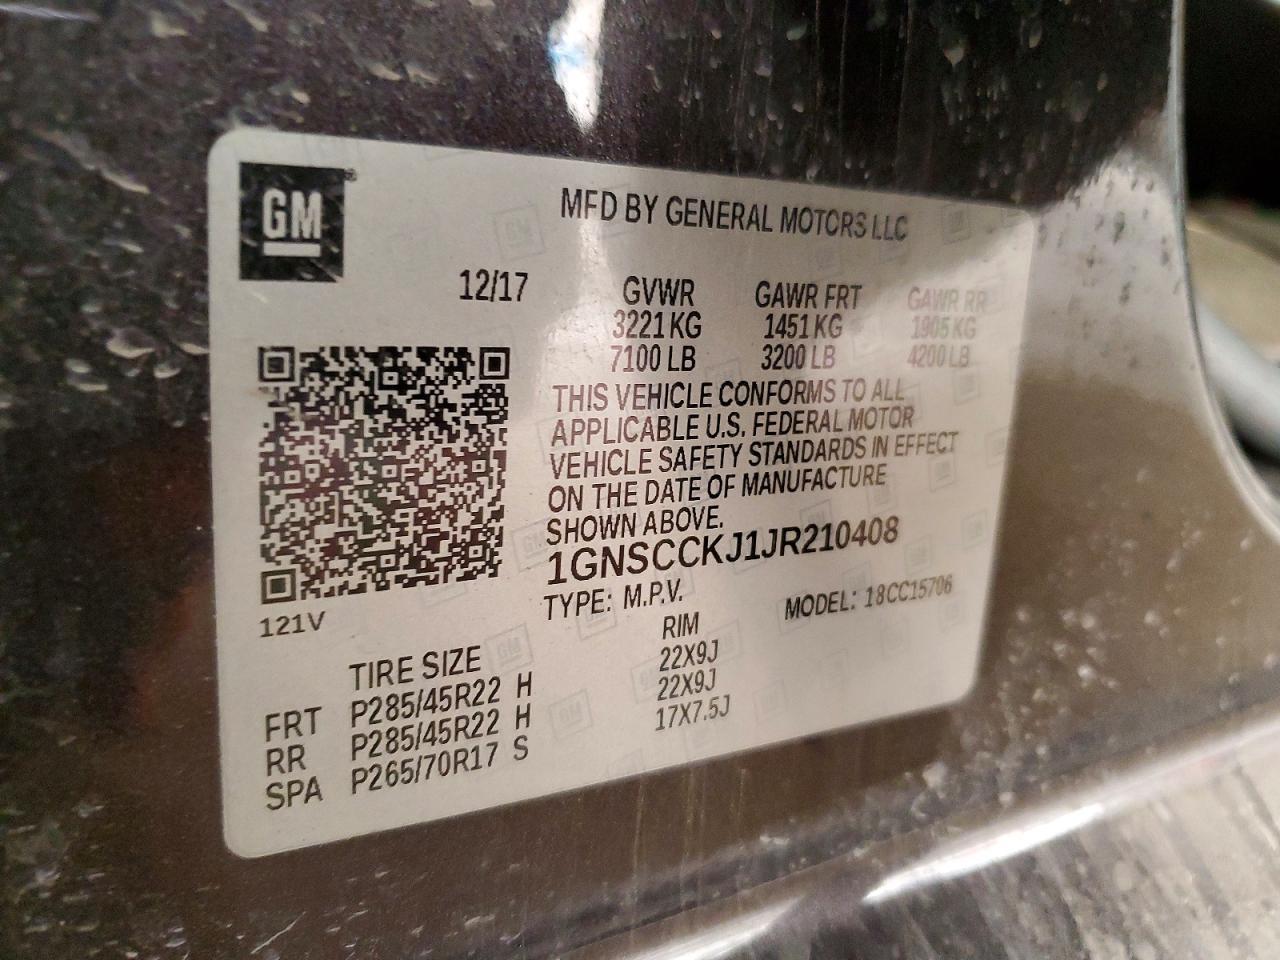 GM
MFD BY GENERAL MOTORS LLC
12/17 GVWR GAWR FRT GAWR RR
3221 KG 1451 KG 1905 KG
7100 LB 3200 LB 4200 LB
THIS VEHICLE CONFORMS TO ALL
APPLICABLE U.S. FEDERAL MOTOR
VEHICLE SAFETY STANDARDS IN EFFECT
ON THE DATE OF MANUFACTURE
SHOWN ABOVE.
1GNSCCKJ1JR210408
TYPE: M.P.V. MODEL: 18CC15706
121V
TIRE SIZE RIM
FRT P285/45R22 H 22X9J
RR P285/45R22 H 22X9J
SPA P265/70R17 S 17X7.5J